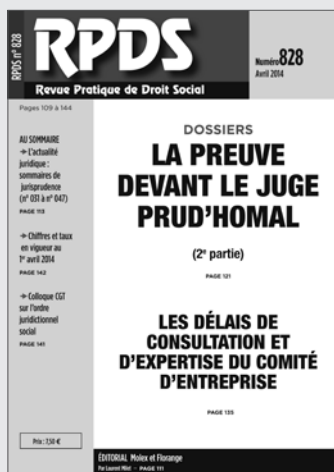 RPDS n° 828
RPDS
Revue Pratique de Droit Social
Numéro 828
Avril 2014
Pages 109 à 144
AU SOMMAIRE
➔ L'actualité
juridique :
sommaires de
jurisprudence
(n° 031 à n° 047)
PAGE 113
➔ Chiffres et taux
en vigueur au
1er avril 2014
PAGE 142
➔ Colloque CGT
sur l'ordre
juridictionnel
social
PAGE 141
Prix : 7,50 €
DOSSIERS
LA PREUVE
DEVANT LE JUGE
PRUD'HOMAL
(2e partie)
PAGE 121
LES DÉLAIS DE
CONSULTATION ET
D'EXPERTISE DU COMITÉ
D'ENTREPRISE
PAGE 135
ÉDITORIAL Molex et Florange
Par Laurent Milet – PAGE 111